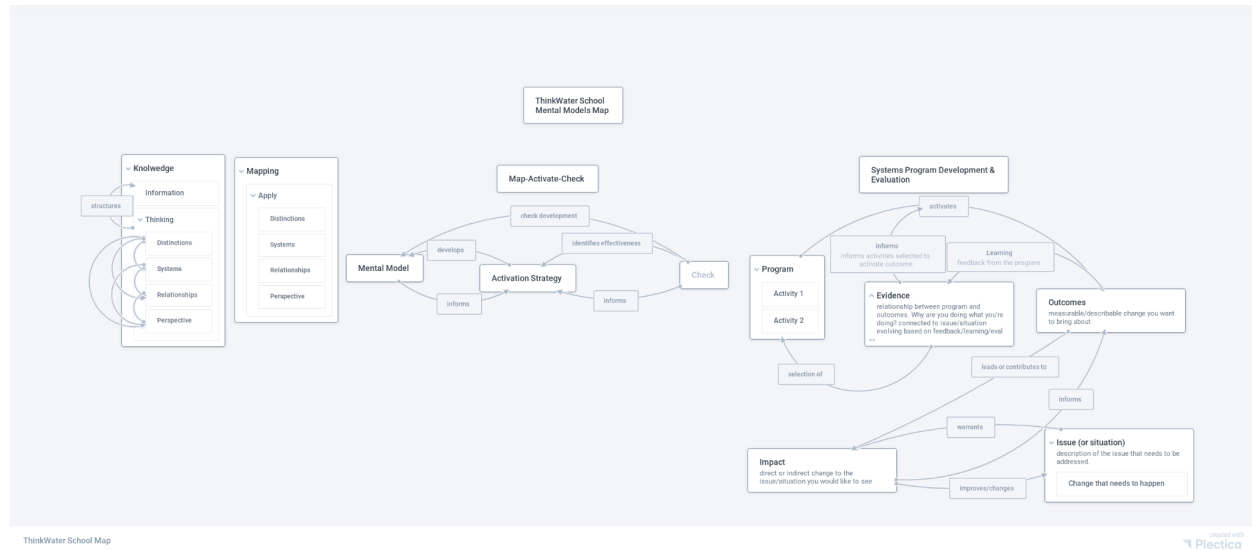 ThinkWater School
Mental Models Map
Knolwedge
Information
structures
Thinking
Distinctions
Systems
Relationships
Perspective
Mapping
Apply
Distinctions
Systems
Relationships
Perspective
Map-Activate-Check
check development
develops
identifies effectiveness
Mental Model
Activation Strategy
Check
informs
informs
Systems Program Development &
Evaluation
activates
informs
informs activities selected to
activate outcome
Learning
feedback from the program
Program
Activity 1
Activity 2
Evidence
relationship between program and
outcomes. Why are you doing what you're
doing? connected to issue/situation
evolving based on feedback/learning/eval
Outcomes
measurable/describable change you want
to bring about
selection of
leads or contributes to
informs
warrants
Impact
direct or indirect change to the
issue/situation you would like to see
improves/changes
Issue (or situation)
description of the issue that needs to be
addressed.
Change that needs to happen
ThinkWater School Map
created with
Plectica